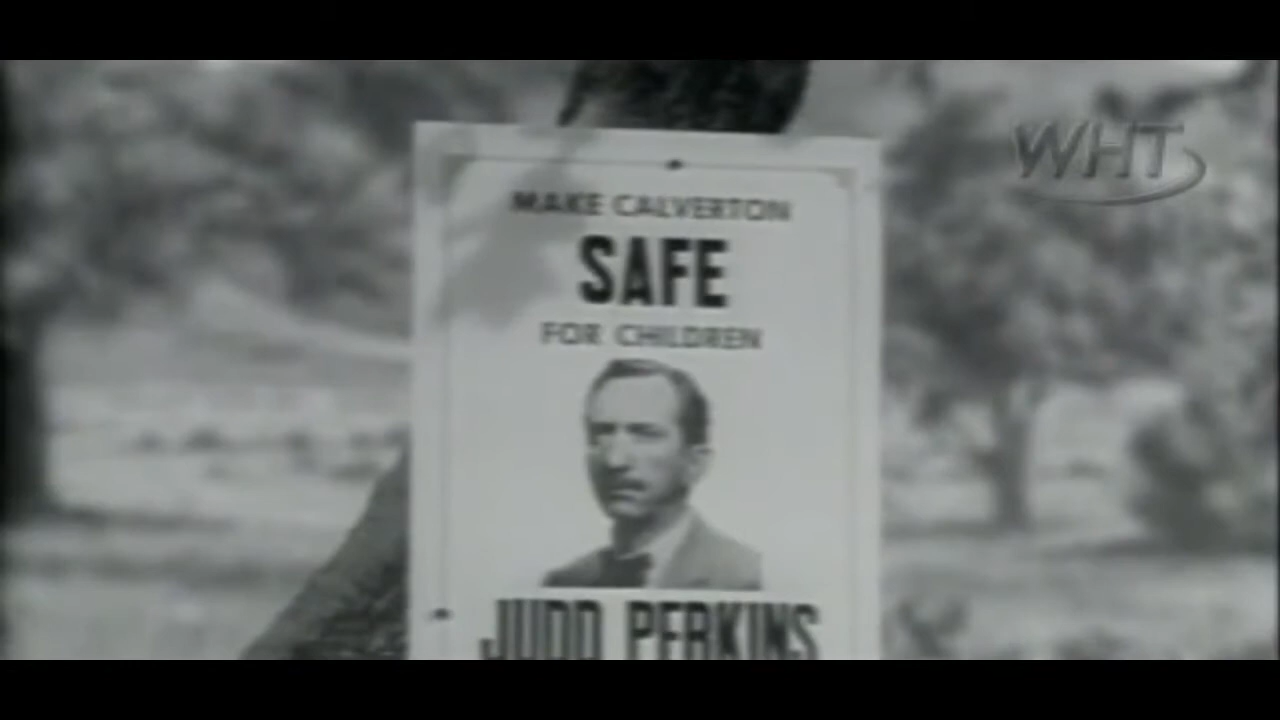 WHT
MAKE CALVERTON
SAFE
FOR CHILDREN
JUDD PERKINS